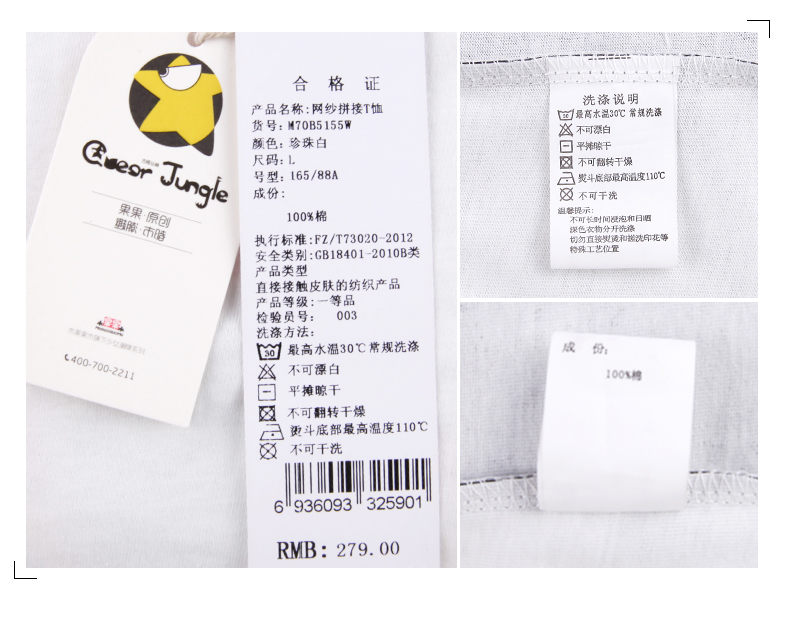 Queer Jungle
果果·原创
400-700-2211
合 格 证
产品名称:网纱拼接T恤
货号: M70B5155W
颜色: 珍珠白
尺码: L
号型: 165/88A
成份:
100%棉
执行标准:FZ/T73020-2012
安全类别:GB18401-2010B类
产品类型
直接接触皮肤的纺织产品
产品等级:一等品
检验员号: 003
洗涤方法:
30 最高水温30℃常规洗涤
不可漂白
平摊晾干
不可翻转干燥
熨斗底部最高温度110℃
不可干洗
6 936093 325901
RMB: 279.00
洗涤说明
30 最高水温30℃ 常规洗涤
不可漂白
平摊晾干
不可翻转干燥
熨斗底部最高温度110℃
不可干洗
温馨提示:
不可长时间浸泡和日晒
深色衣物分开洗涤
切勿直接熨烫和搓洗印花等
特殊工艺位置
成 份:
100%棉